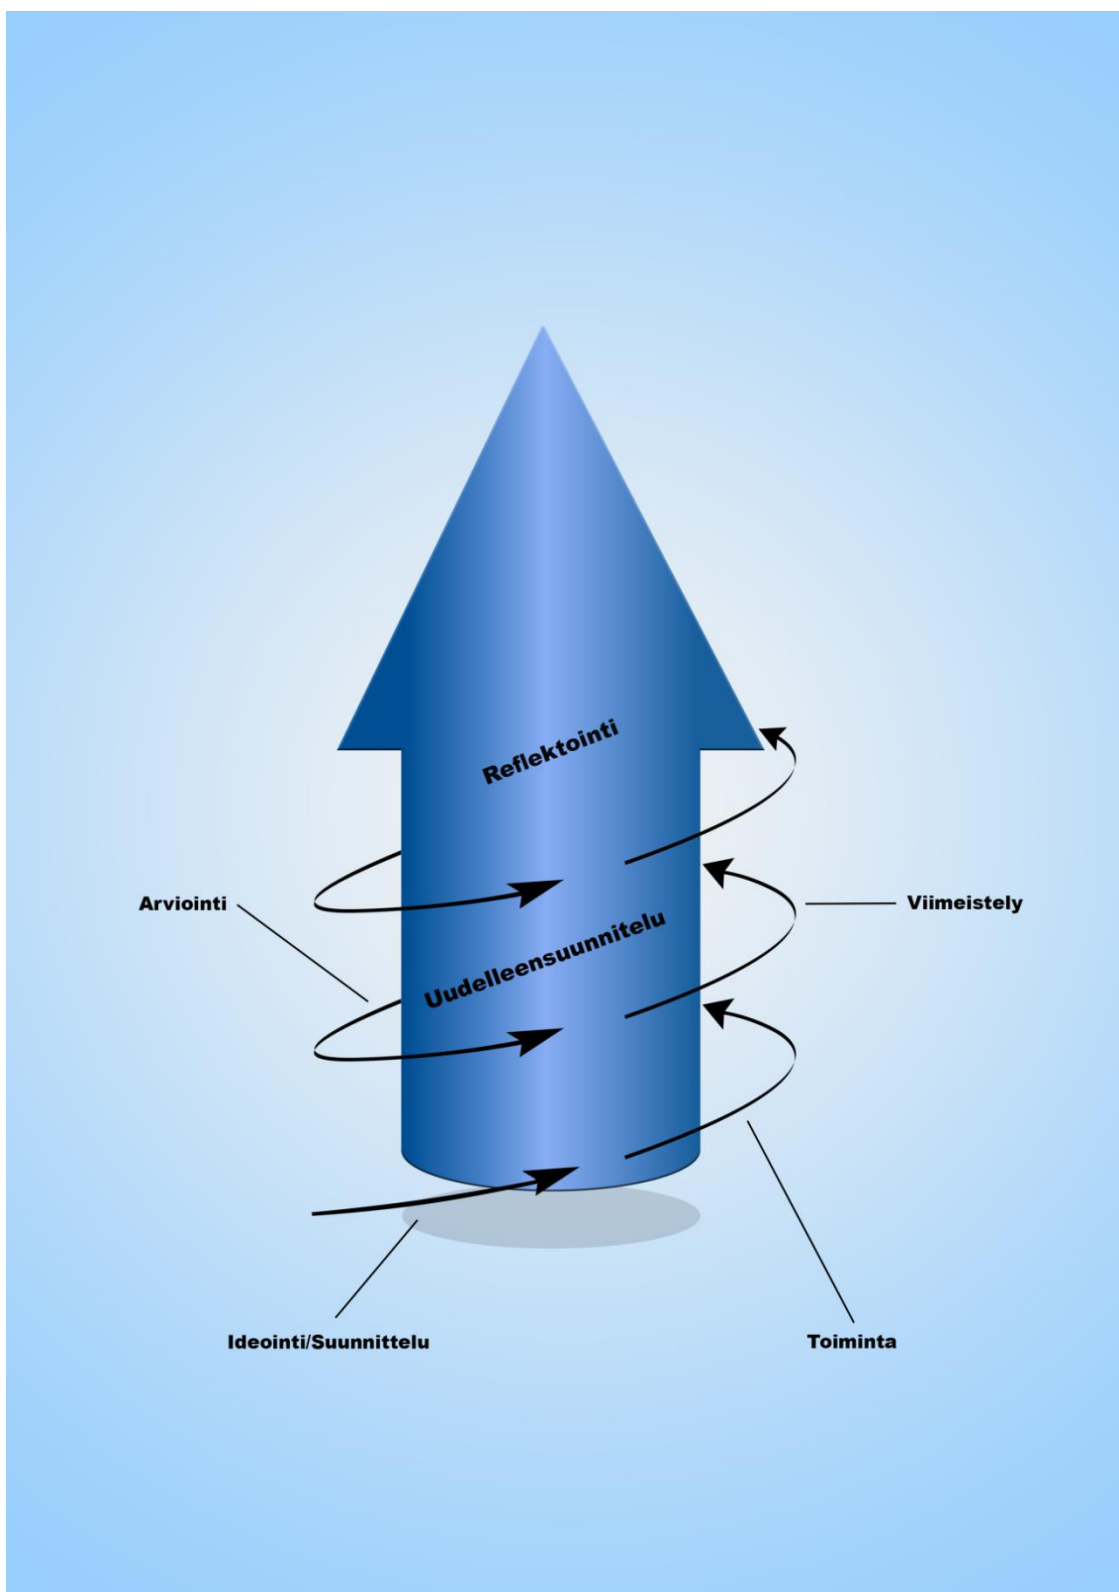 Reflektointi
Arviointi
Viimeistely
Uudelleensuunnitelu
Ideointi/Suunnittelu
Toiminta